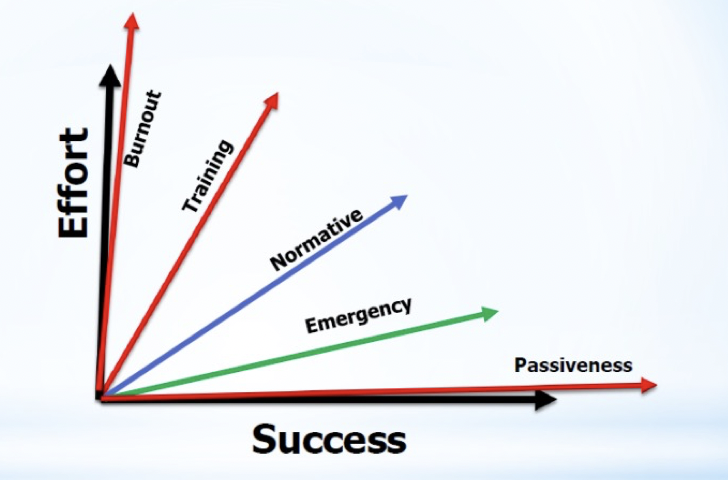 Effort
Burnout
Training
Normative
Emergency
Passiveness
Success